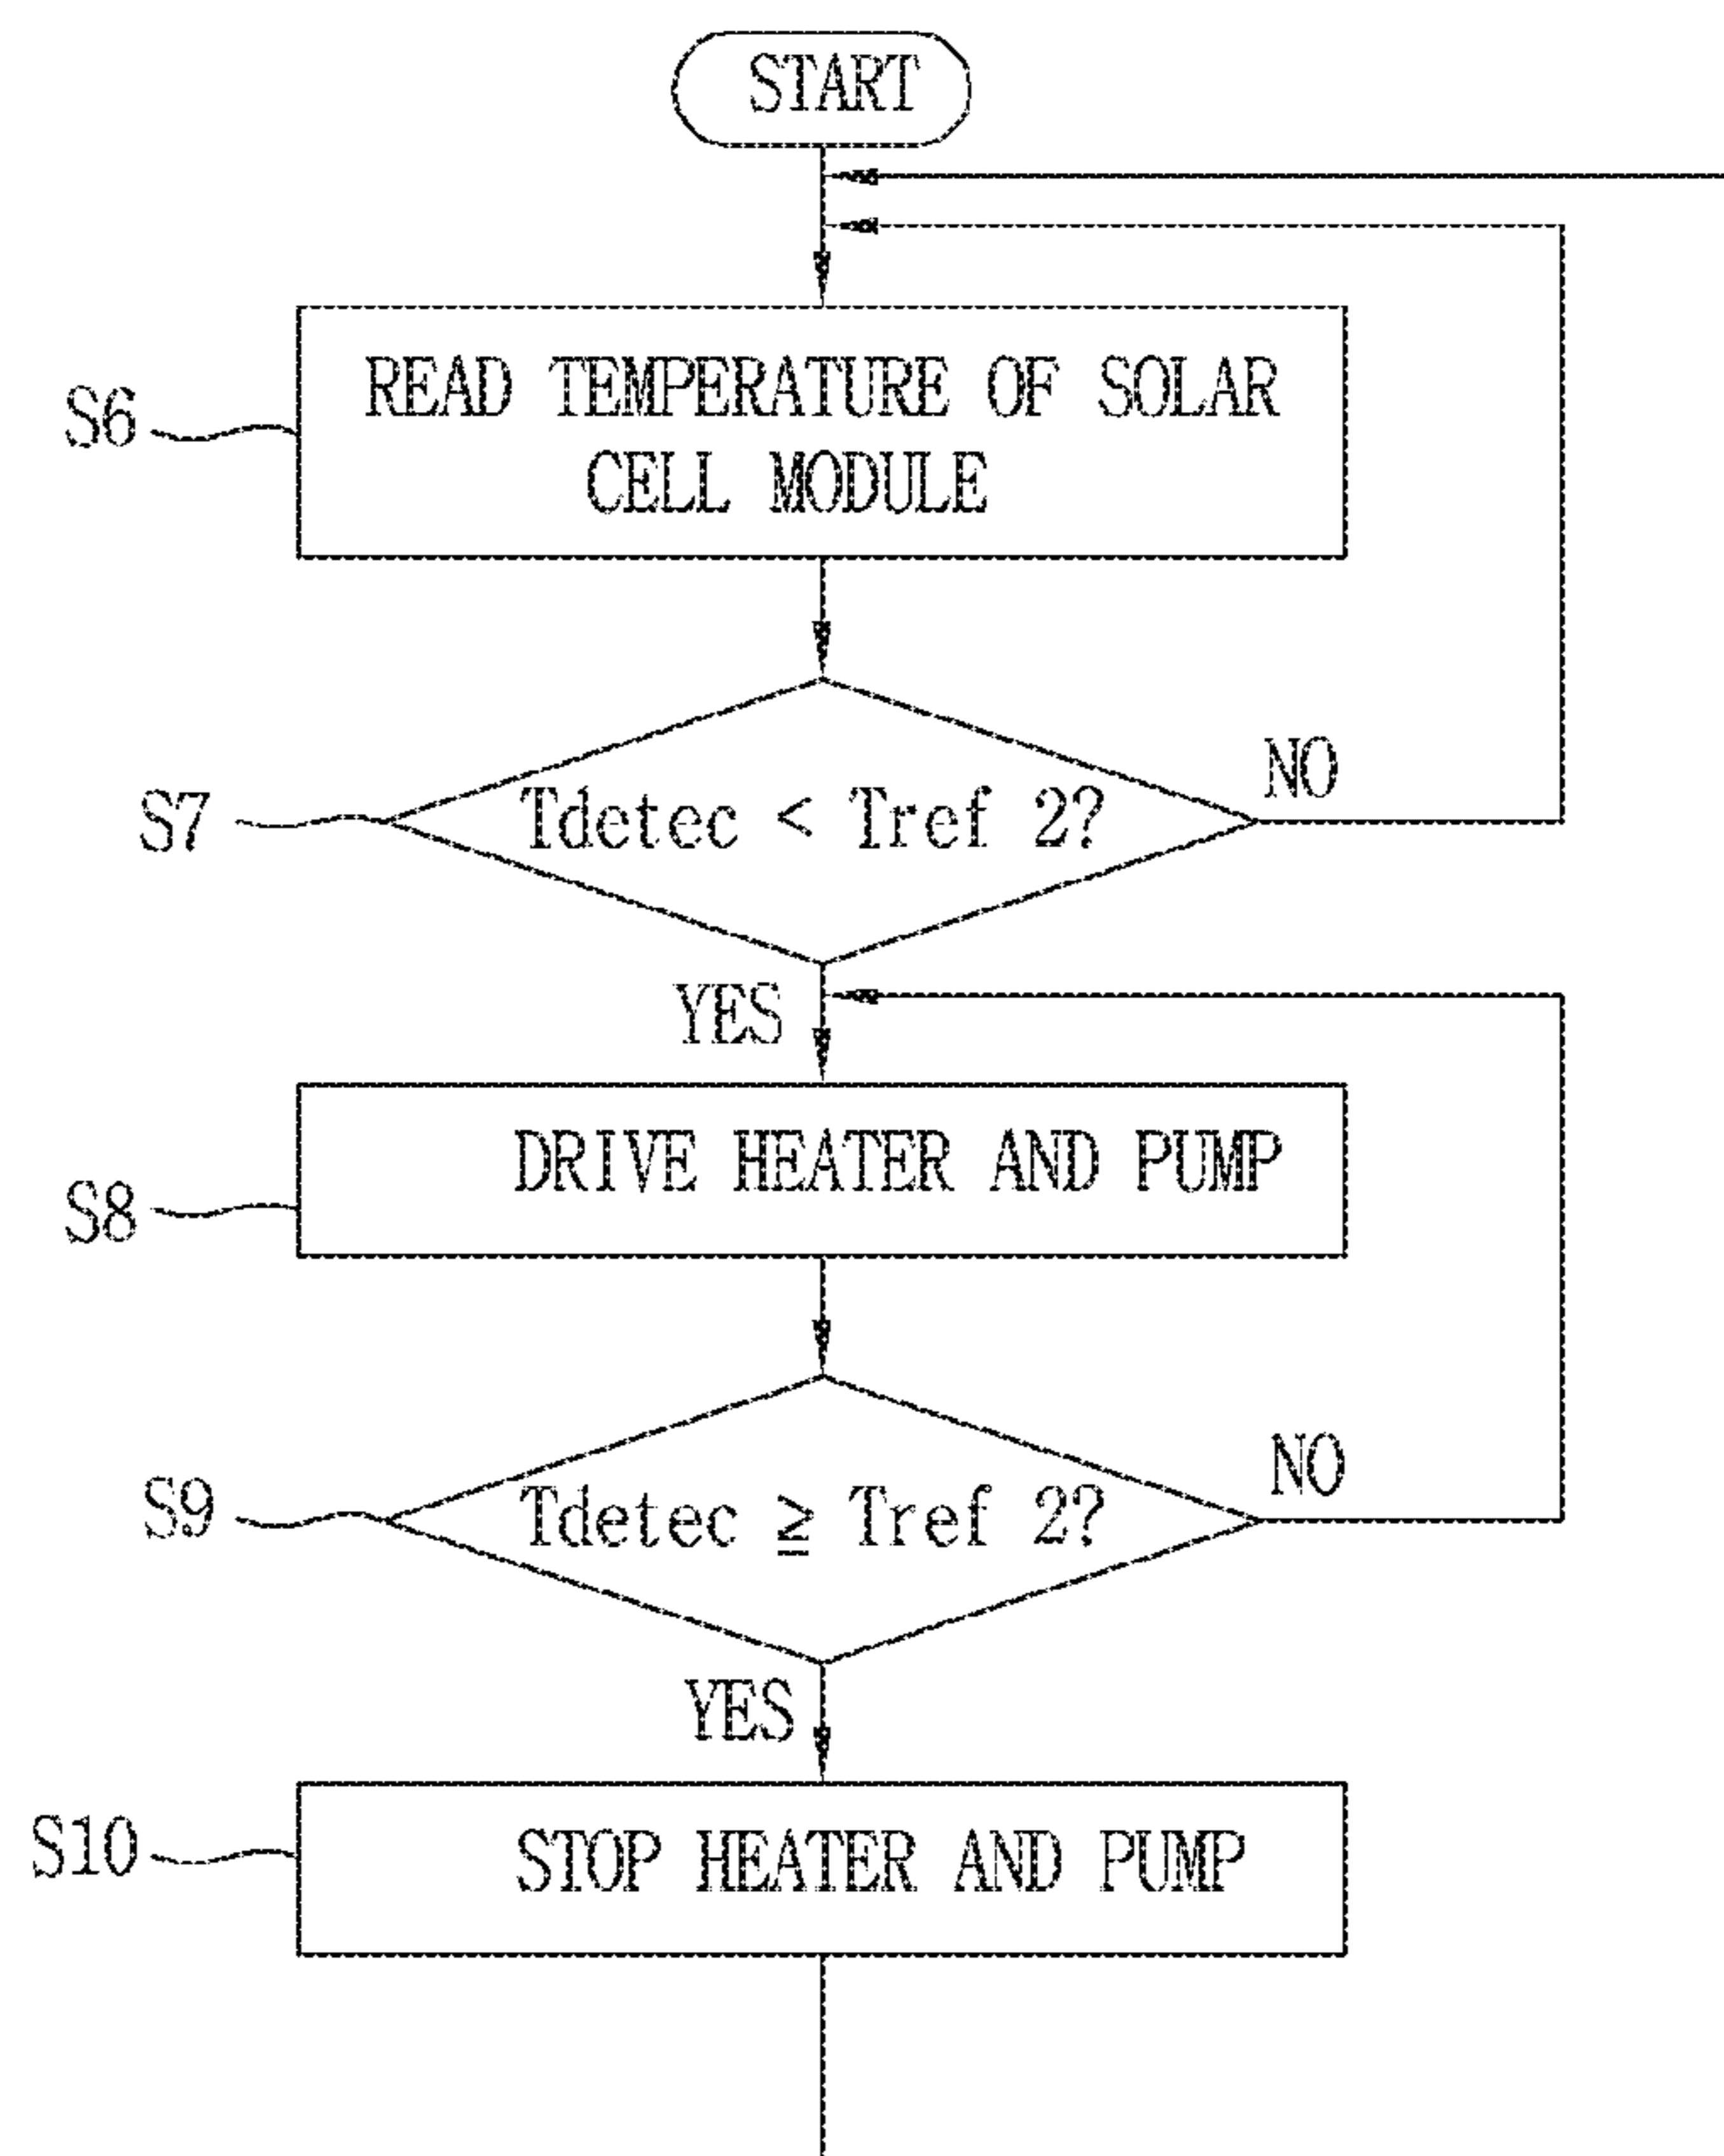 START
S6
READ TEMPERATURE OF SOLAR
CELL MODULE
S7
Tdetec < Tref 2?
NO
YES
S8
DRIVE HEATER AND PUMP
S9
Tdetec ≧ Tref 2?
NO
YES
S10
STOP HEATER AND PUMP